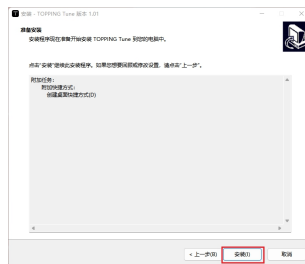 安装 - TOPPING Tune 版本 1.01
准备安装
安装程序现在准备开始安装 TOPPING Tune 到您的电脑中。
点击“安装”继续此安装程序。如果您想要回顾或修改设置，请点击“上一步”。
附加任务：
附加快捷方式：
创建桌面快捷方式(D)
< 上一步(B)
安装(I)
取消